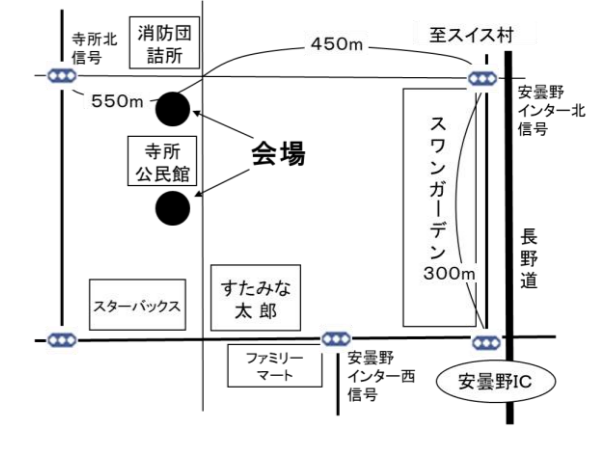 寺所北
信号
消防団
詰所
450m
至スイス村
550m
安曇野
インター北
信号
会場
寺所
公民館
スワンガーデン
300m
長野道
スターバックス
すたみな
太郎
ファミリー
マート
安曇野
インター西
信号
安曇野IC